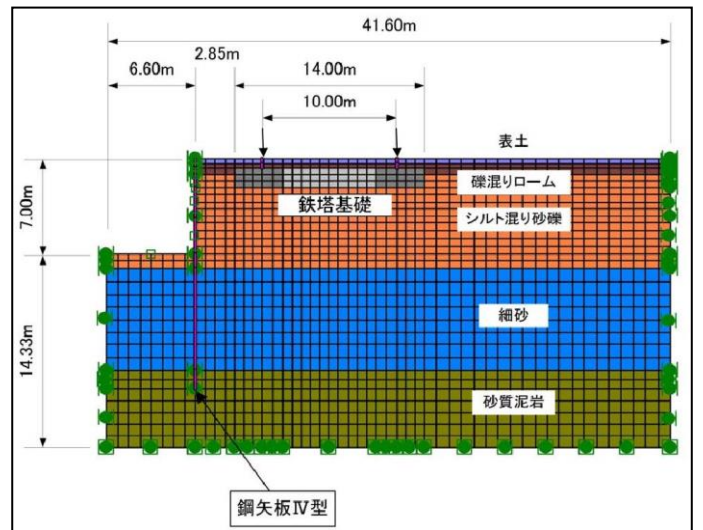 41.60m
2.85m
6.60m
14.00m
10.00m
表土
礫混りローム
7.00m
鉄塔基礎
シルト混り砂礫
14.33m
細砂
砂質泥岩
鋼矢板Ⅳ型